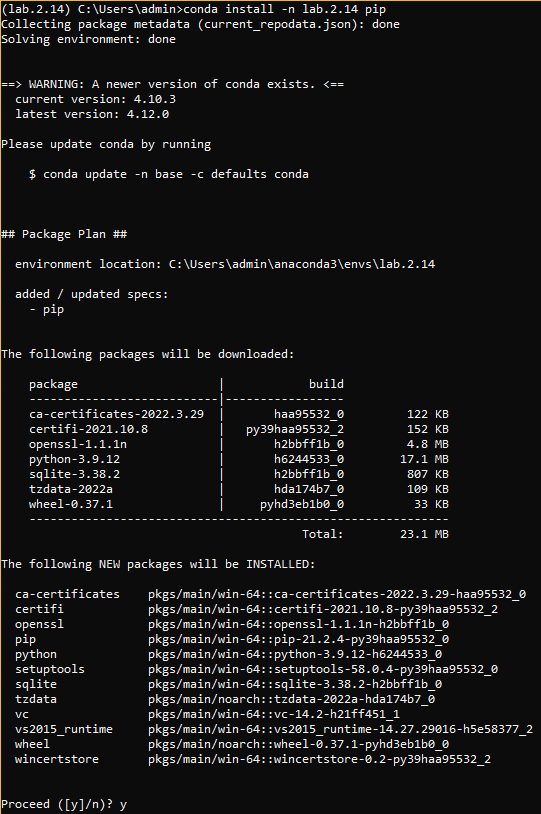 (lab.2.14) C:\Users\admin>conda install -n lab.2.14 pip
Collecting package metadata (current_repodata.json): done
Solving environment: done
==> WARNING: A newer version of conda exists. <==
  current version: 4.10.3
  latest version: 4.12.0
Please update conda by running
    $ conda update -n base -c defaults conda
## Package Plan ##
  environment location: C:\Users\admin\anaconda3\envs\lab.2.14
  added / updated specs:
    - pip
The following packages will be downloaded:
    package                    |            build
    ---------------------------|-----------------
    ca-certificates-2022.3.29  |       haa95532_0         122 KB
    certifi-2021.10.8          |   py39haa95532_2         152 KB
    openssl-1.1.1n             |       h2bbff1b_0         4.8 MB
    python-3.9.12              |       h6244533_0        17.1 MB
    sqlite-3.38.2              |       h2bbff1b_0         807 KB
    tzdata-2022a               |       hda174b7_0         109 KB
    wheel-0.37.1               |     pyhd3eb1b0_0          33 KB
    ------------------------------------------------------------
                                           Total:        23.1 MB
The following NEW packages will be INSTALLED:
  ca-certificates    pkgs/main/win-64::ca-certificates-2022.3.29-haa95532_0
  certifi            pkgs/main/win-64::certifi-2021.10.8-py39haa95532_2
  openssl            pkgs/main/win-64::openssl-1.1.1n-h2bbff1b_0
  pip                pkgs/main/win-64::pip-21.2.4-py39haa95532_0
  python             pkgs/main/win-64::python-3.9.12-h6244533_0
  setuptools         pkgs/main/win-64::setuptools-58.0.4-py39haa95532_0
  sqlite             pkgs/main/win-64::sqlite-3.38.2-h2bbff1b_0
  tzdata             pkgs/main/noarch::tzdata-2022a-hda174b7_0
  vc                 pkgs/main/win-64::vc-14.2-h21ff451_1
  vs2015_runtime     pkgs/main/win-64::vs2015_runtime-14.27.29016-h5e58377_2
  wheel              pkgs/main/noarch::wheel-0.37.1-pyhd3eb1b0_0
  wincertstore       pkgs/main/win-64::wincertstore-0.2-py39haa95532_2
Proceed ([y]/n)? y